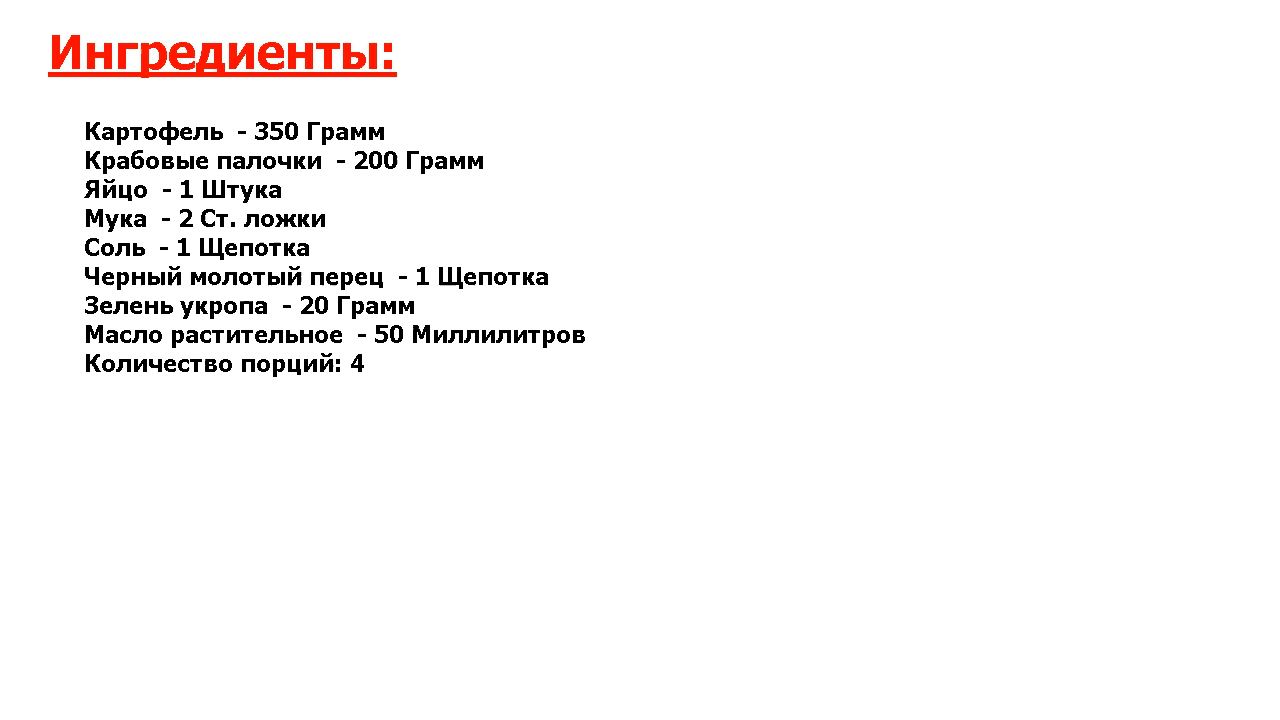 Ингредиенты:
Картофель - 350 Грамм
Крабовые палочки - 200 Грамм
Яйцо - 1 Штука
Мука - 2 Ст. ложки
Соль - 1 Щепотка
Черный молотый перец - 1 Щепотка
Зелень укропа - 20 Грамм
Масло растительное - 50 Миллилитров
Количество порций: 4